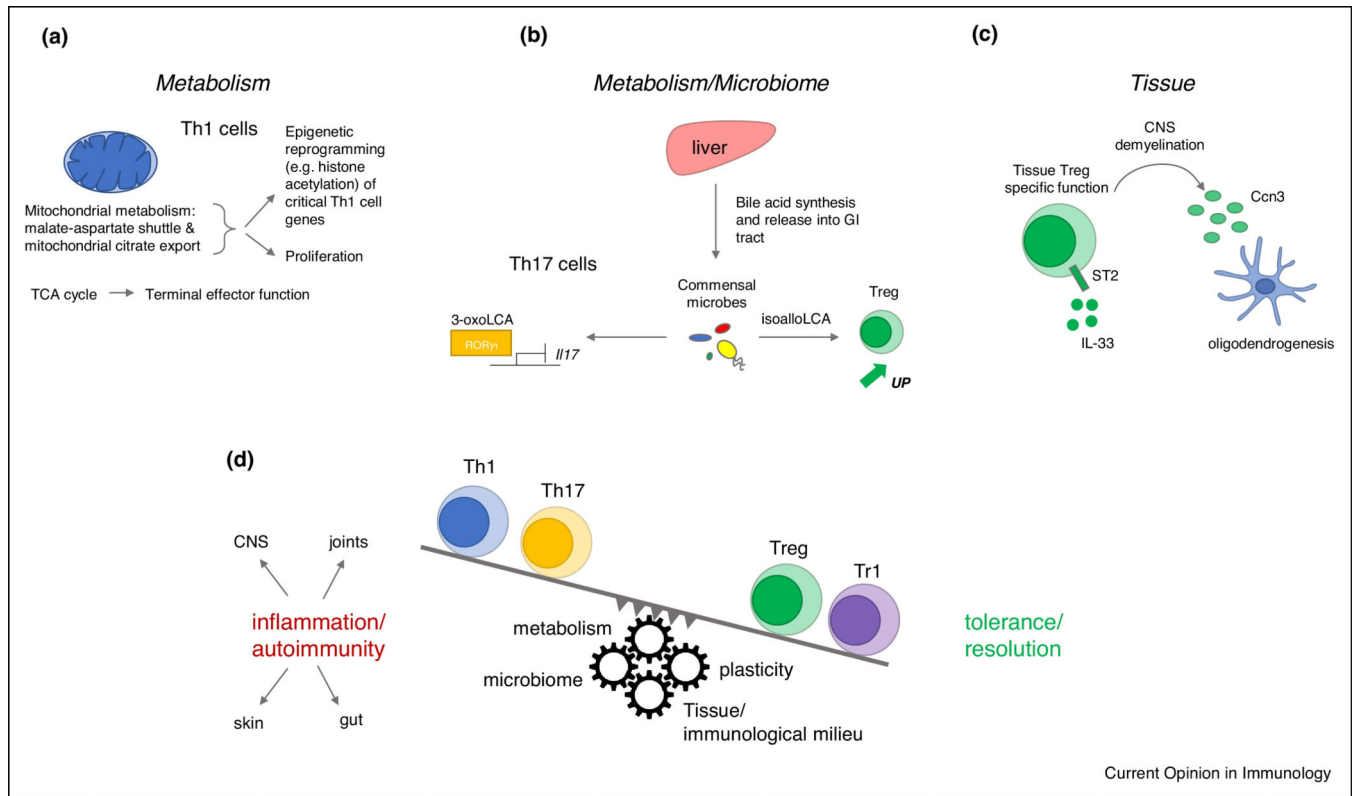 (a)
Metabolism
Th1 cells
Epigenetic
reprogramming
(e.g. histone
acetylation) of
critical Th1 cell
genes
Mitochondrial metabolism:
malate-aspartate shuttle &
mitochondrial citrate export
Proliferation
TCA cycle
Terminal effector function
(b)
Metabolism/Microbiome
liver
Bile acid synthesis
and release into GI
tract
Th17 cells
Commensal
microbes
3-oxoLCA
RORγt
Il17
isoalloLCA
Treg
UP
(c)
Tissue
CNS
demyelination
Tissue Treg
specific function
Ccn3
ST2
IL-33
oligodendrogenesis
(d)
Th1
Th17
Treg
Tr1
CNS
joints
inflammation/
autoimmunity
skin
gut
metabolism
microbiome
plasticity
Tissue/
immunological milieu
tolerance/
resolution
Current Opinion in Immunology